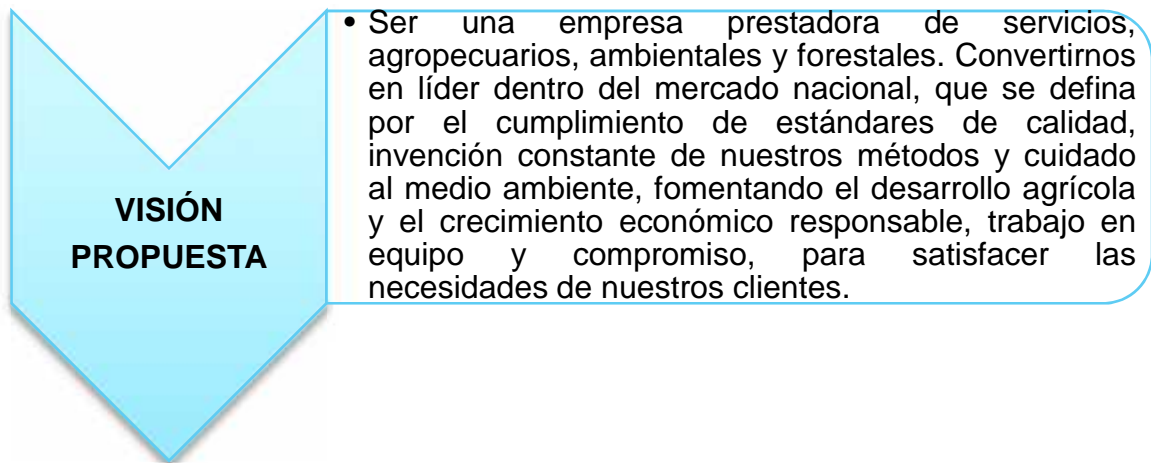 VISIÓN
PROPUESTA
• Ser una empresa prestadora de servicios,
agropecuarios, ambientales y forestales. Convertirnos
en líder dentro del mercado nacional, que se defina
por el cumplimiento de estándares de calidad,
invención constante de nuestros métodos y cuidado
al medio ambiente, fomentando el desarrollo agrícola
y el crecimiento económico responsable, trabajo en
equipo y compromiso, para satisfacer las
necesidades de nuestros clientes.